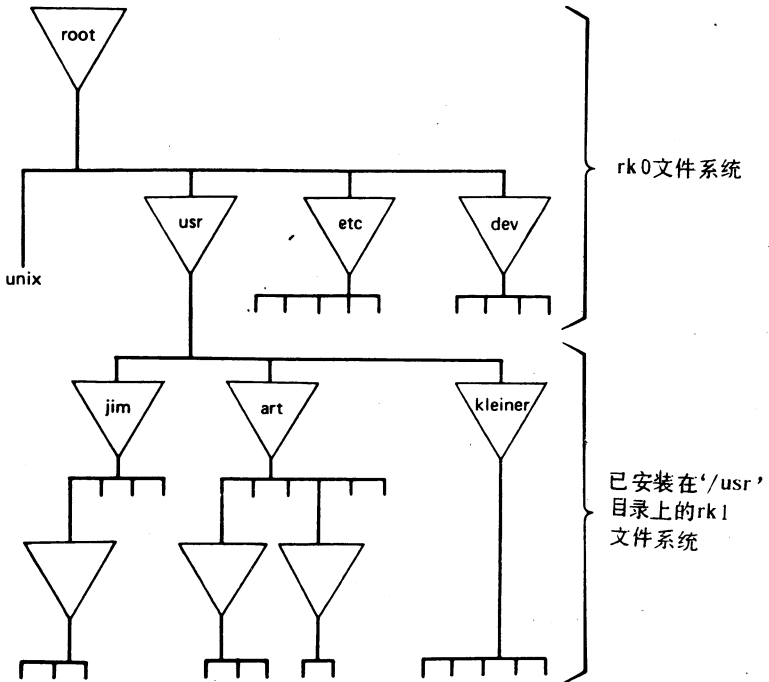 root
rk0文件系统
usr
etc
dev
unix
jim
art
kleiner
已安装在‘/usr’
目录上的rk1
文件系统